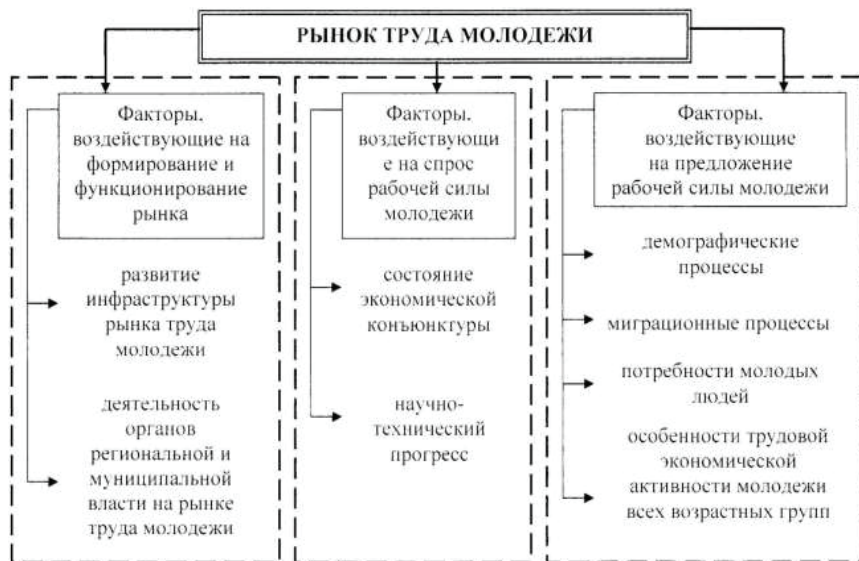 РЫНОК ТРУДА МОЛОДЕЖИ
Факторы,
воздействующие на
формирование и
функционирование
рынка
развитие
инфраструктуры
рынка труда
молодежи
деятельность
органов
региональной и
муниципальной
власти на рынке
труда молодежи
Факторы,
воздействующи
е на спрос
рабочей силы
молодежи
состояние
экономической
конъюнктуры
научно-
технический
прогресс
Факторы,
воздействующие
на предложение
рабочей силы молодежи
демографические
процессы
миграционные процессы
потребности молодых
людей
особенности трудовой
экономической
активности молодежи
всех возрастных групп